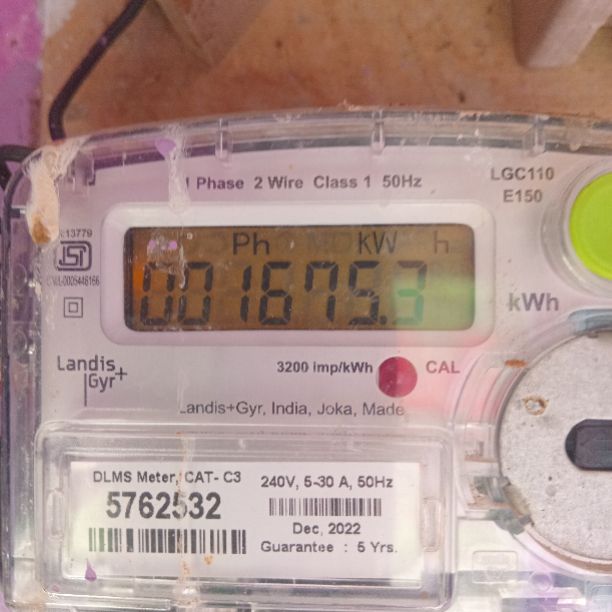 Phase 2 Wire Class 1 50Hz
LGC110
E150
13779
Ph kW h
001675.3
kWh
Landis
Gyr+
3200 imp/kWh
CAL
Landis+Gyr, India, Joka, Made
DLMS Meter, CAT- C3
5762532
240V, 5-30 A, 50Hz
Dec, 2022
Guarantee : 5 Yrs.